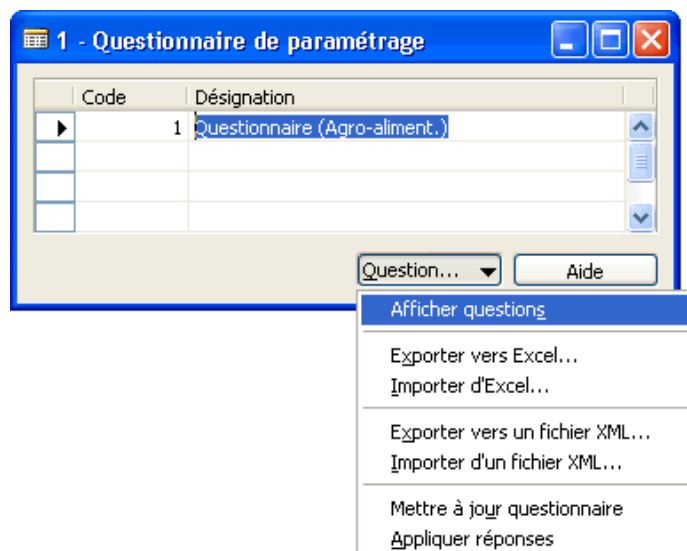 1 - Questionnaire de paramétrage
Code Désignation
1 Questionnaire (Agro-aliment.)
Question... Aide
Afficher questions
Exporter vers Excel...
Importer d'Excel...
Exporter vers un fichier XML...
Importer d'un fichier XML...
Mettre à jour questionnaire
Appliquer réponses